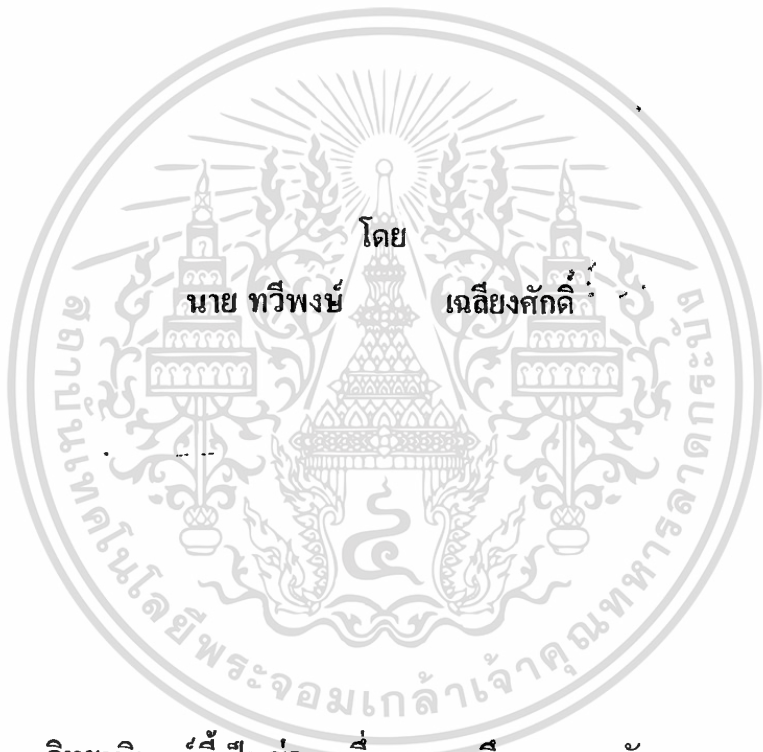 โดย
นาย ทวีพงษ์ เฉลียงศักดิ์
สถาบันเทคโนโลยีพระจอมเกล้าเจ้าคุณทหารลาดกระบัง